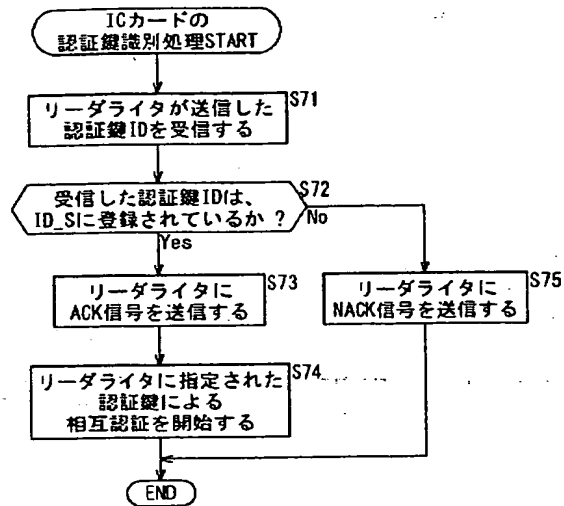 ICカードの
認証鍵識別処理START
リーダライタが送信した
認証鍵IDを受信する
S71
受信した認証鍵IDは、
ID_Sに登録されているか ?
S72
No
Yes
リーダライタに
ACK信号を送信する
S73
リーダライタに
NACK信号を送信する
S75
リーダライタに指定された
認証鍵による
相互認証を開始する
S74
END